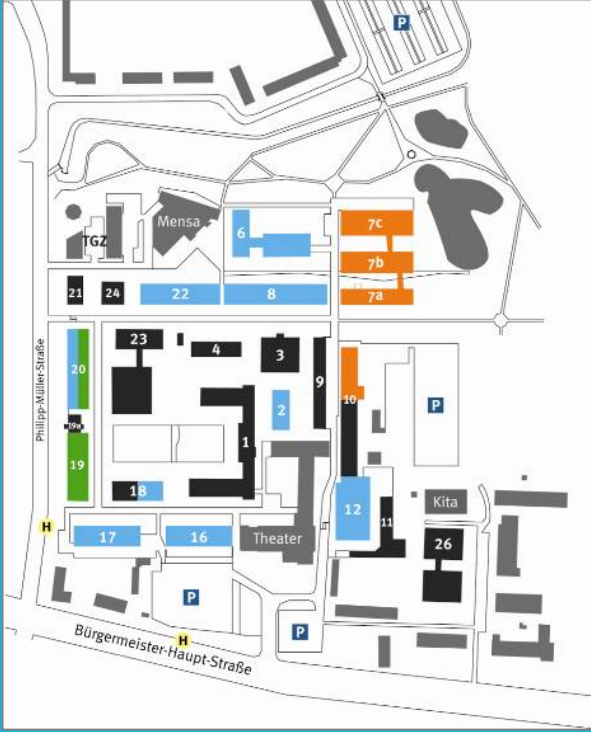 P
7c
Mensa
6
TGZ
7b
21
24
22
8
7a
23
4
3
9
20
10
2
P
Philipp-Müller-Straße
19a
1
19
18
Kita
12
11
H
17
16
Theater
26
P
P
H
Bürgermeister-Haupt-Straße